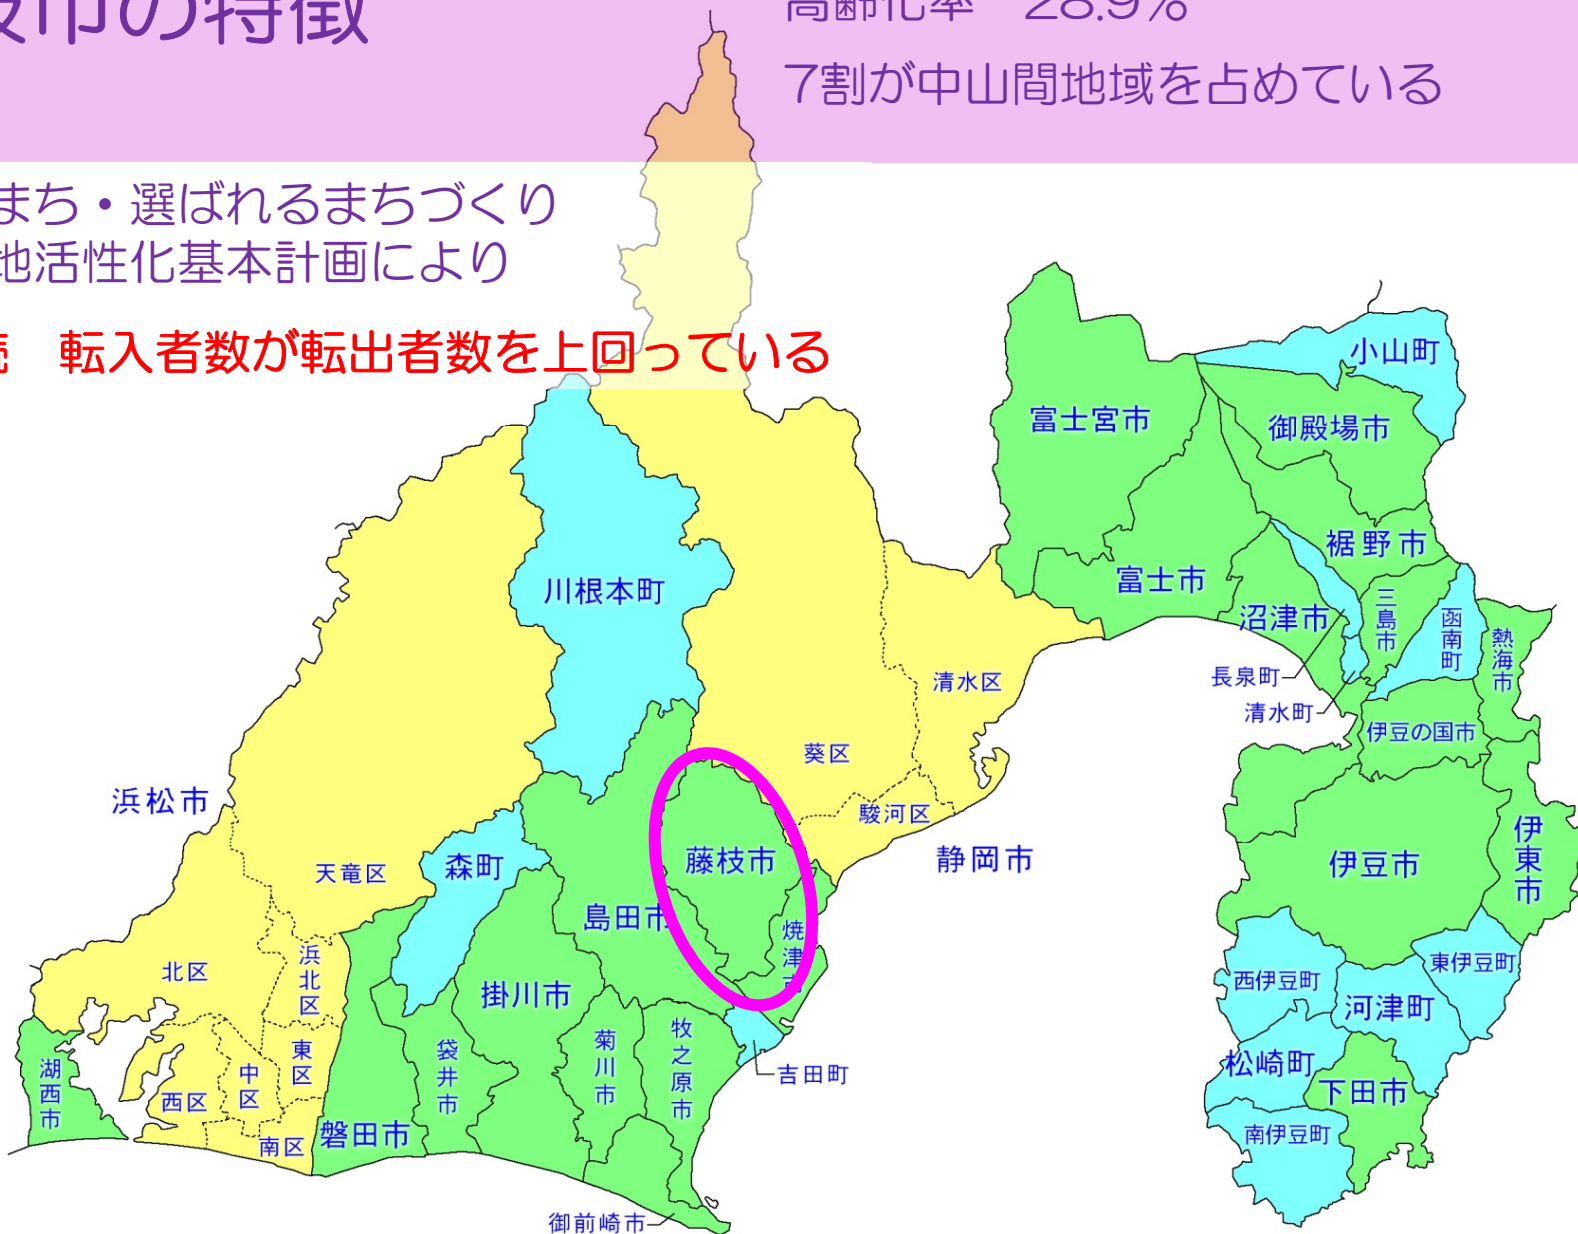 枝市の特徴
高齢化率 28.9%
7割が中山間地域を占めている
まち・選ばれるまちづくり
地活性化基本計画により
続 転入者数が転出者数を上回っている
小山町
富士宮市
御殿場市
裾野市
富士市
川根本町
沼津市
三島市
函南町
熱海市
長泉町
清水町
清水区
伊豆の国市
葵区
浜松市
駿河区
静岡市
藤枝市
伊豆市
伊東市
天竜区
森町
島田市
焼津市
北区
浜北区
掛川市
西伊豆町
東伊豆町
河津町
湖西市
西区
中区
東区
南区
磐田市
袋井市
菊川市
牧之原市
吉田町
松崎町
下田市
南伊豆町
御前崎市